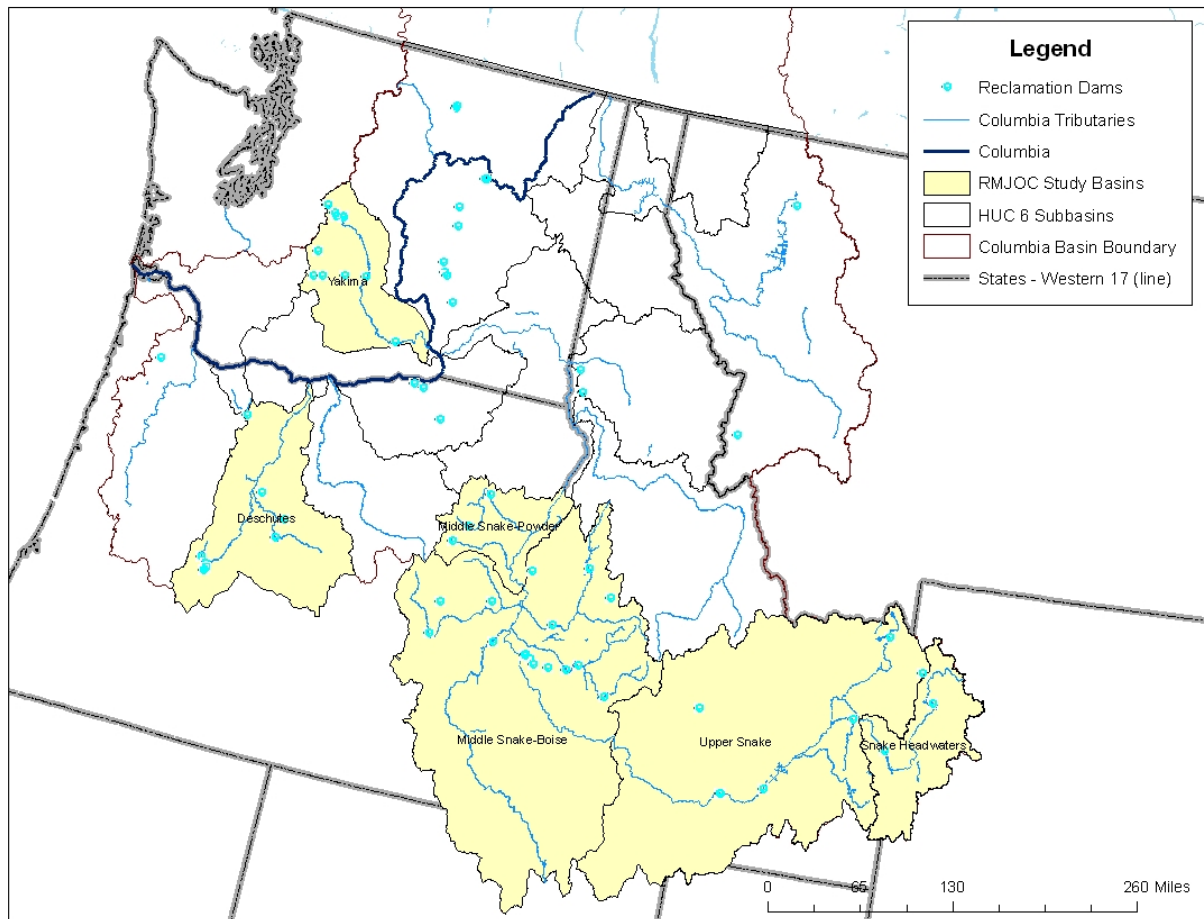 Legend
Reclamation Dams
Columbia Tributaries
Columbia
RMJOC Study Basins
HUC 6 Subbasins
Columbia Basin Boundary
States - Western 17 (line)
Yakima
Deschutes
Middle Snake-Powder
Middle Snake-Boise
Upper Snake
Snake Headwaters
0 65 130 260 Miles